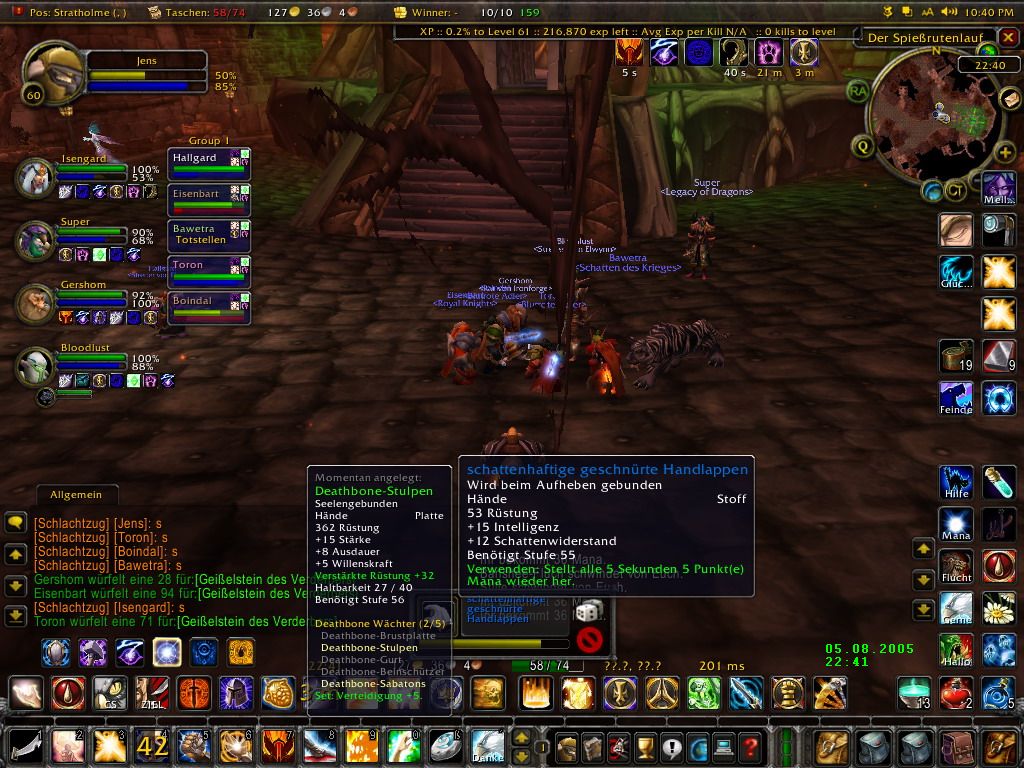 Pos: Stratholme (, )
Taschen: 58/74
127 36 4
Winner: -
10/10 159
10:40 PM
XP :: 0.2% to Level 61 :: 216,870 exp left :: Avg Exp per Kill N/A :: 0 kills to level
Der Spießrutenlauf
22:40
N
RA
Q
CT
5 s
40 s
21 m
3 m
Jens
50%
85%
60
Group 1
Isengard
100%
53%
Hallgard
Eisenbart
Super
90%
68%
Bawetra
Totstellen
Toron
Gershom
92%
100%
Boindal
Bloodlust
100%
88%
Super
<Legacy of Dragons>
Bawetra
<Schatten des Krieges>
Gershom
Mell..
Gluc...
19
9
Feinde
Hilfe
Mana
Flucht
Gerne
Hallo
13
2
5
Allgemein
[Schlachtzug] [Jens]: s
[Schlachtzug] [Toron]: s
[Schlachtzug] [Boindal]: s
[Schlachtzug] [Bawetra]: s
Gershom würfelt eine 28 für:[Geißelstein des Ver
Eisenbart würfelt eine 94 für:[Geißelstein des Ve
[Schlachtzug] [Isengard]: s
Toron würfelt eine 71 für:[Geißelstein des Verder
Momentan angelegt:
Deathbone-Stulpen
Seelengebunden
Hände Platte
362 Rüstung
+15 Stärke
+8 Ausdauer
+5 Willenskraft
Verstärkte Rüstung +32
Haltbarkeit 27 / 40
Benötigt Stufe 56
Deathbone Wächter (2/5)
Deathbone-Brustplatte
Deathbone-Stulpen
Deathbone-Gurt
Deathbone-Beinschützer
Deathbone-Sabatons
Set: Verteidigung +5.
schattenhaftige geschnürte Handlappen
Wird beim Aufheben gebunden
Hände Stoff
53 Rüstung
+15 Intelligenz
+12 Schattenwiderstand
Benötigt Stufe 55
Verwenden: Stellt alle 5 Sekunden 5 Punkt(e)
Mana wieder her.
schattenhaftige
geschnürte
Handlappen
58 / 74
??.?, ??.?
201 ms
05.08.2005
22:41
42
Danke